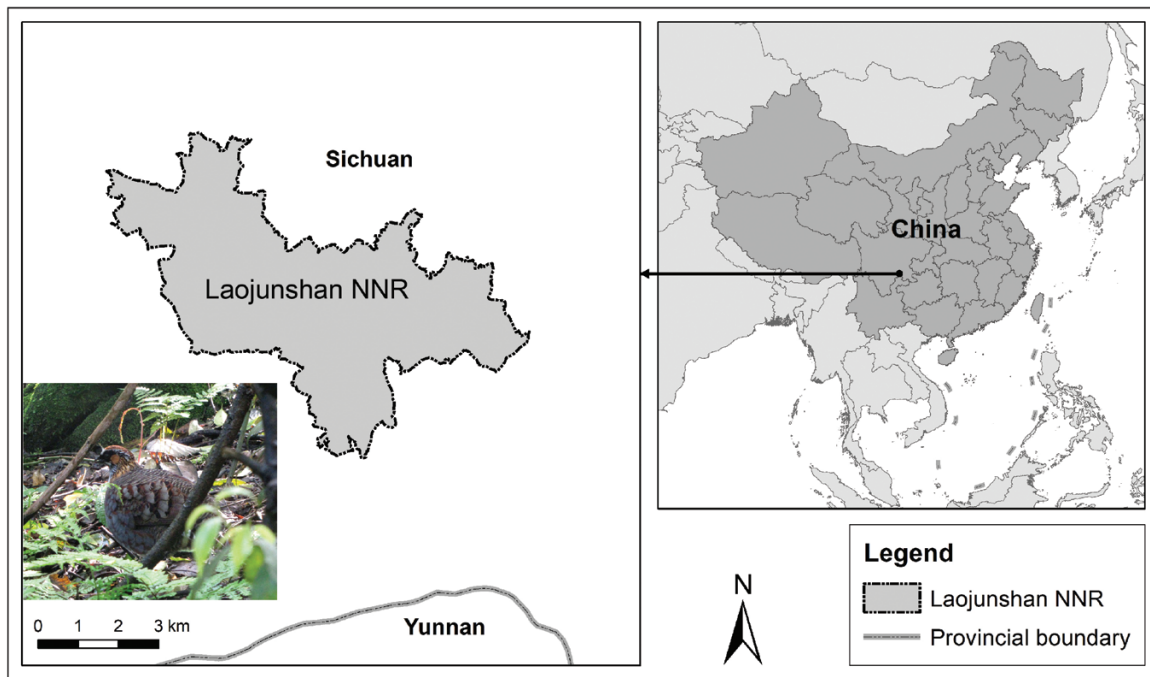 Sichuan
Laojunshan NNR
0 1 2 3 km
Yunnan
China
N
Legend
Laojunshan NNR
Provincial boundary